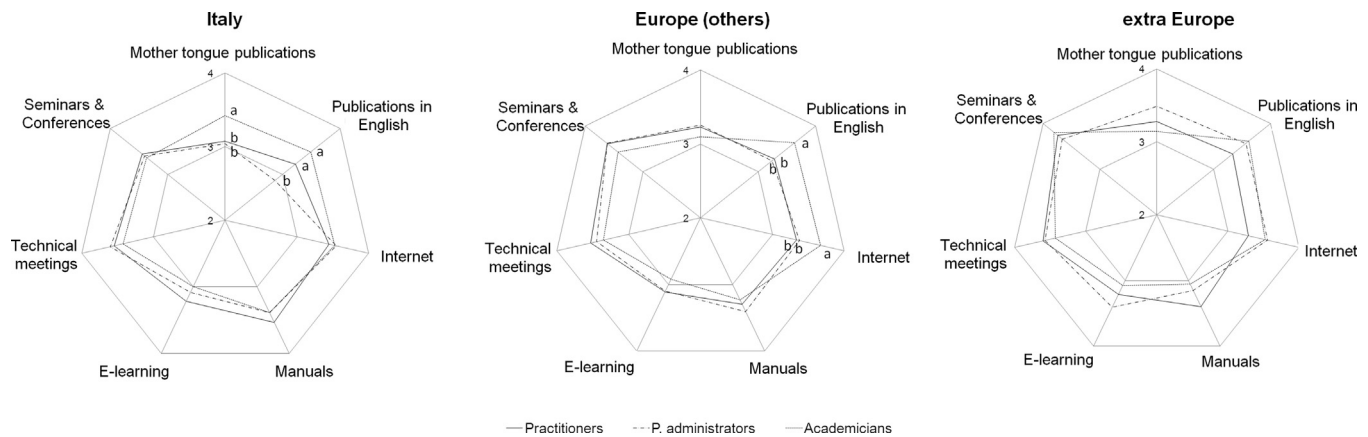 Italy
Mother tongue publications
4
Seminars &
Conferences
Publications in
English
a
b
3
b
a
a
b
2
Technical
meetings
Internet
E-learning
Manuals
Europe (others)
Mother tongue publications
4
Seminars &
Conferences
Publications in
English
3
a
b
b
2
b b
a
Technical
meetings
Internet
E-learning
Manuals
extra Europe
Mother tongue publications
4
Seminars &
Conferences
Publications in
English
3
2
Technical
meetings
Internet
E-learning
Manuals
Practitioners
P. administrators
Academicians